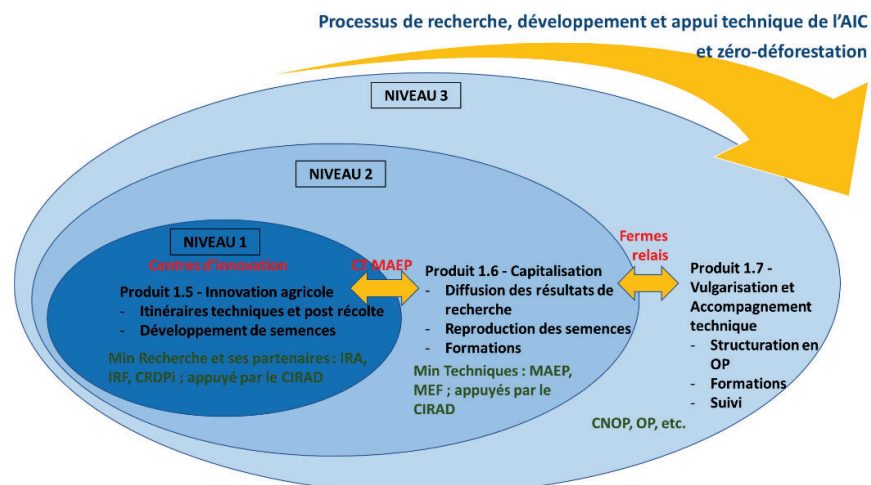 Processus de recherche, développement et appui technique de l'AIC
et zéro-déforestation
NIVEAU 3
NIVEAU 2
NIVEAU 1
Centres d'innovation
CT MAEP
Fermes
relais
Produit 1.5 - Innovation agricole
- Itinéraires techniques et post récolte
- Développement de semences
Min Recherche et ses partenaires : IRA,
IRF, CRDPi ; appuyé par le CIRAD
Produit 1.6 - Capitalisation
- Diffusion des résultats de
recherche
- Reproduction des semences
- Formations
Min Techniques : MAEP,
MEF ; appuyés par le
CIRAD
Produit 1.7 -
Vulgarisation et
Accompagnement
technique
- Structuration en
OP
- Formations
- Suivi
CNOP, OP, etc.